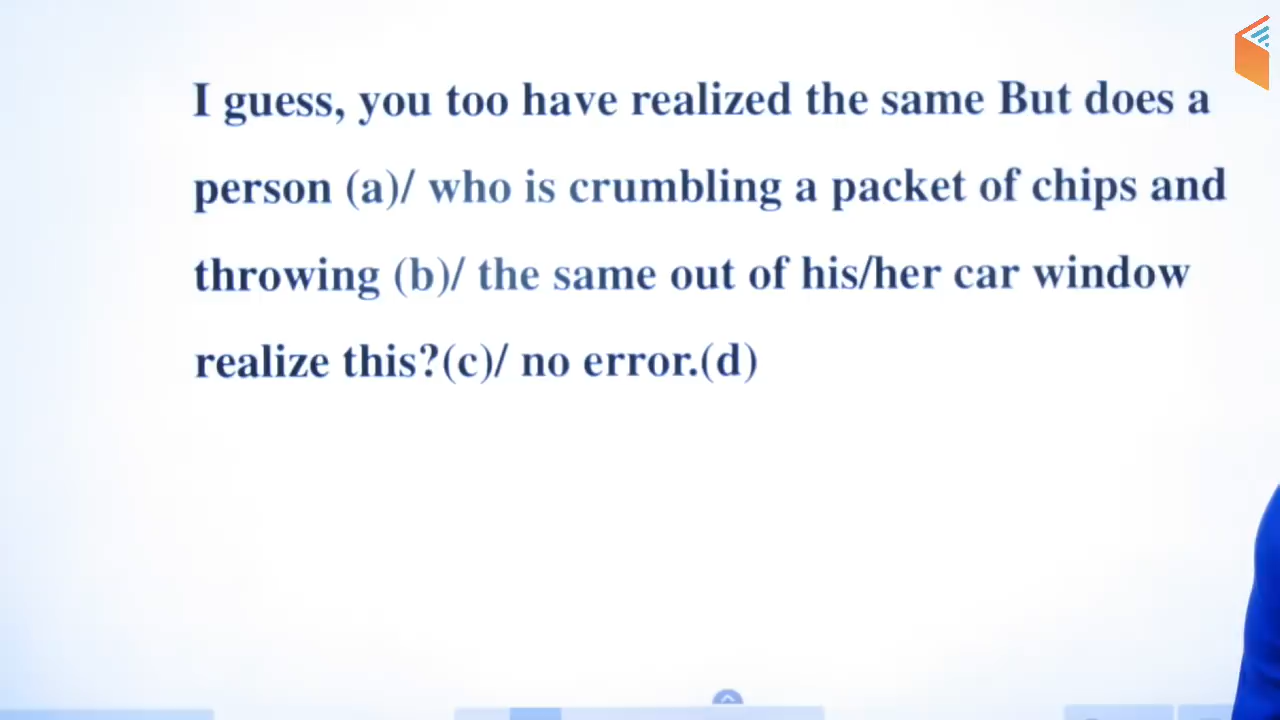 I guess, you too have realized the same But does a
person (a)/ who is crumbling a packet of chips and
throwing (b)/ the same out of his/her car window
realize this?(c)/ no error.(d)